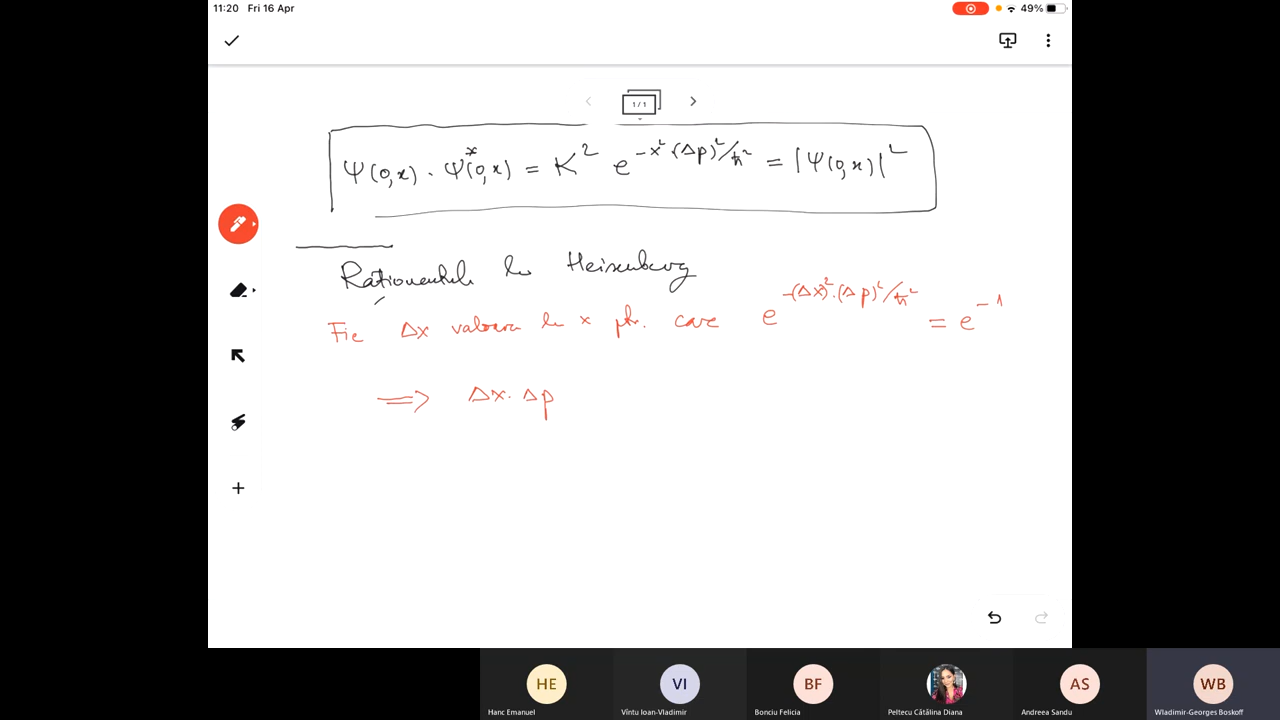 11:20 Fri 16 Apr 49%
1 / 1
Ψ(0,x) · Ψ*(0,x) = K² e^(-x²·(Δp)²/ħ²) = |Ψ(0,x)|²
Raționamentele lui Heisenberg
Fie Δx valoarea lui x ptr. care e^(-(Δx)²·(Δp)²/ħ²) = e^(-1)
⟹ Δx · Δp
HE VI BF AS WB
Hanc Emanuel Vîntu Ioan-Vladimir Bonciu Felicia Peltecu Cătălina Diana Andreea Sandu Wladimir-Georges Boskoff